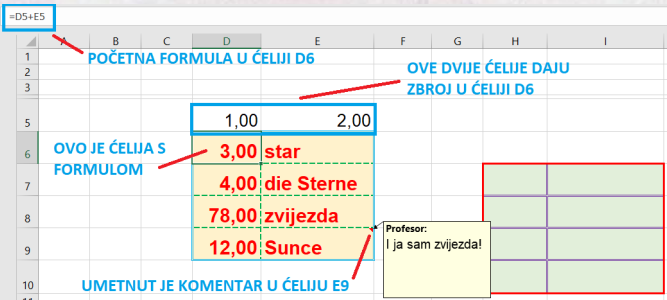 =D5+E5
A B C D E F G H I
1
POČETNA FORMULA U ĆELIJI D6
2
OVE DVIJE ĆELIJE DAJU
3
ZBROJ U ĆELIJI D6
5 1,00 2,00
OVO JE ĆELIJA S
FORMULOM
6 3,00 star
7 4,00 die Sterne
8 78,00 zvijezda
Profesor:
I ja sam zvijezda!
9 12,00 Sunce
10
UMETNUT JE KOMENTAR U ĆELIJU E9